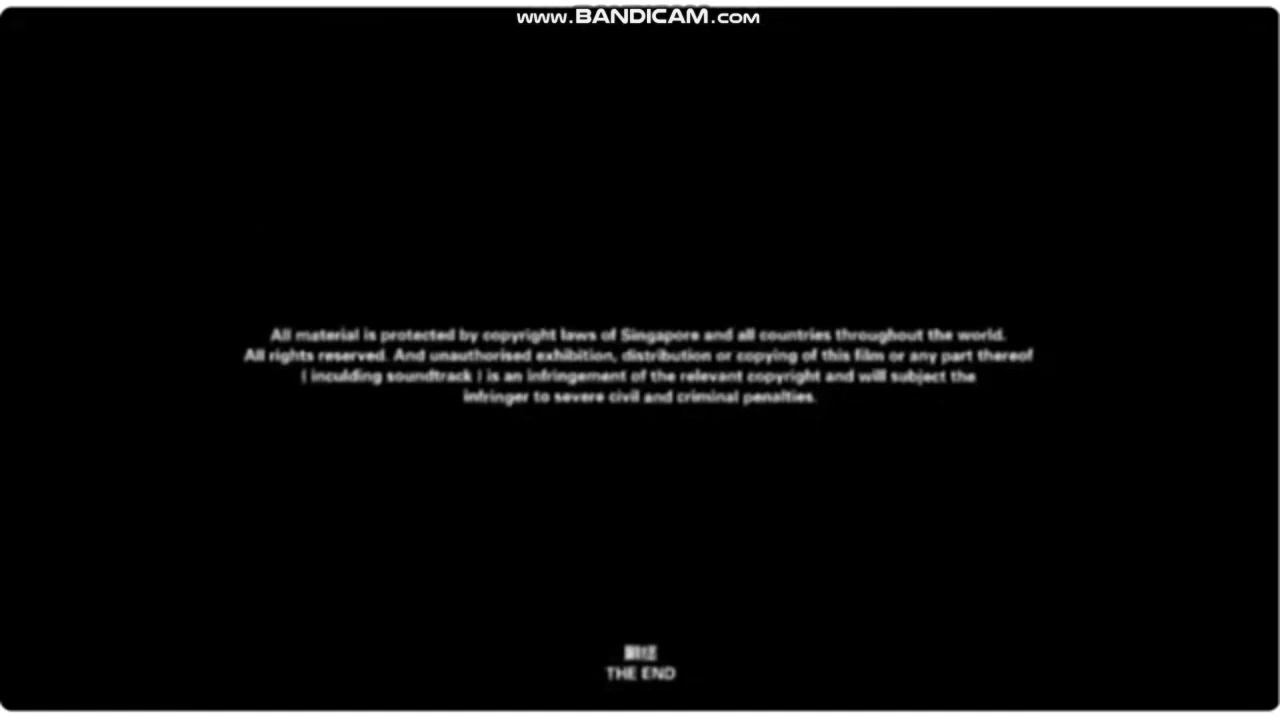 www.BANDICAM.com
All material is protected by copyright laws of Singapore and all countries throughout the world.
All rights reserved. And unauthorised exhibition, distribution or copying of this film or any part thereof
( inculding soundtrack ) is an infringement of the relevant copyright and will subject the
infringer to severe civil and criminal penalties.
THE END